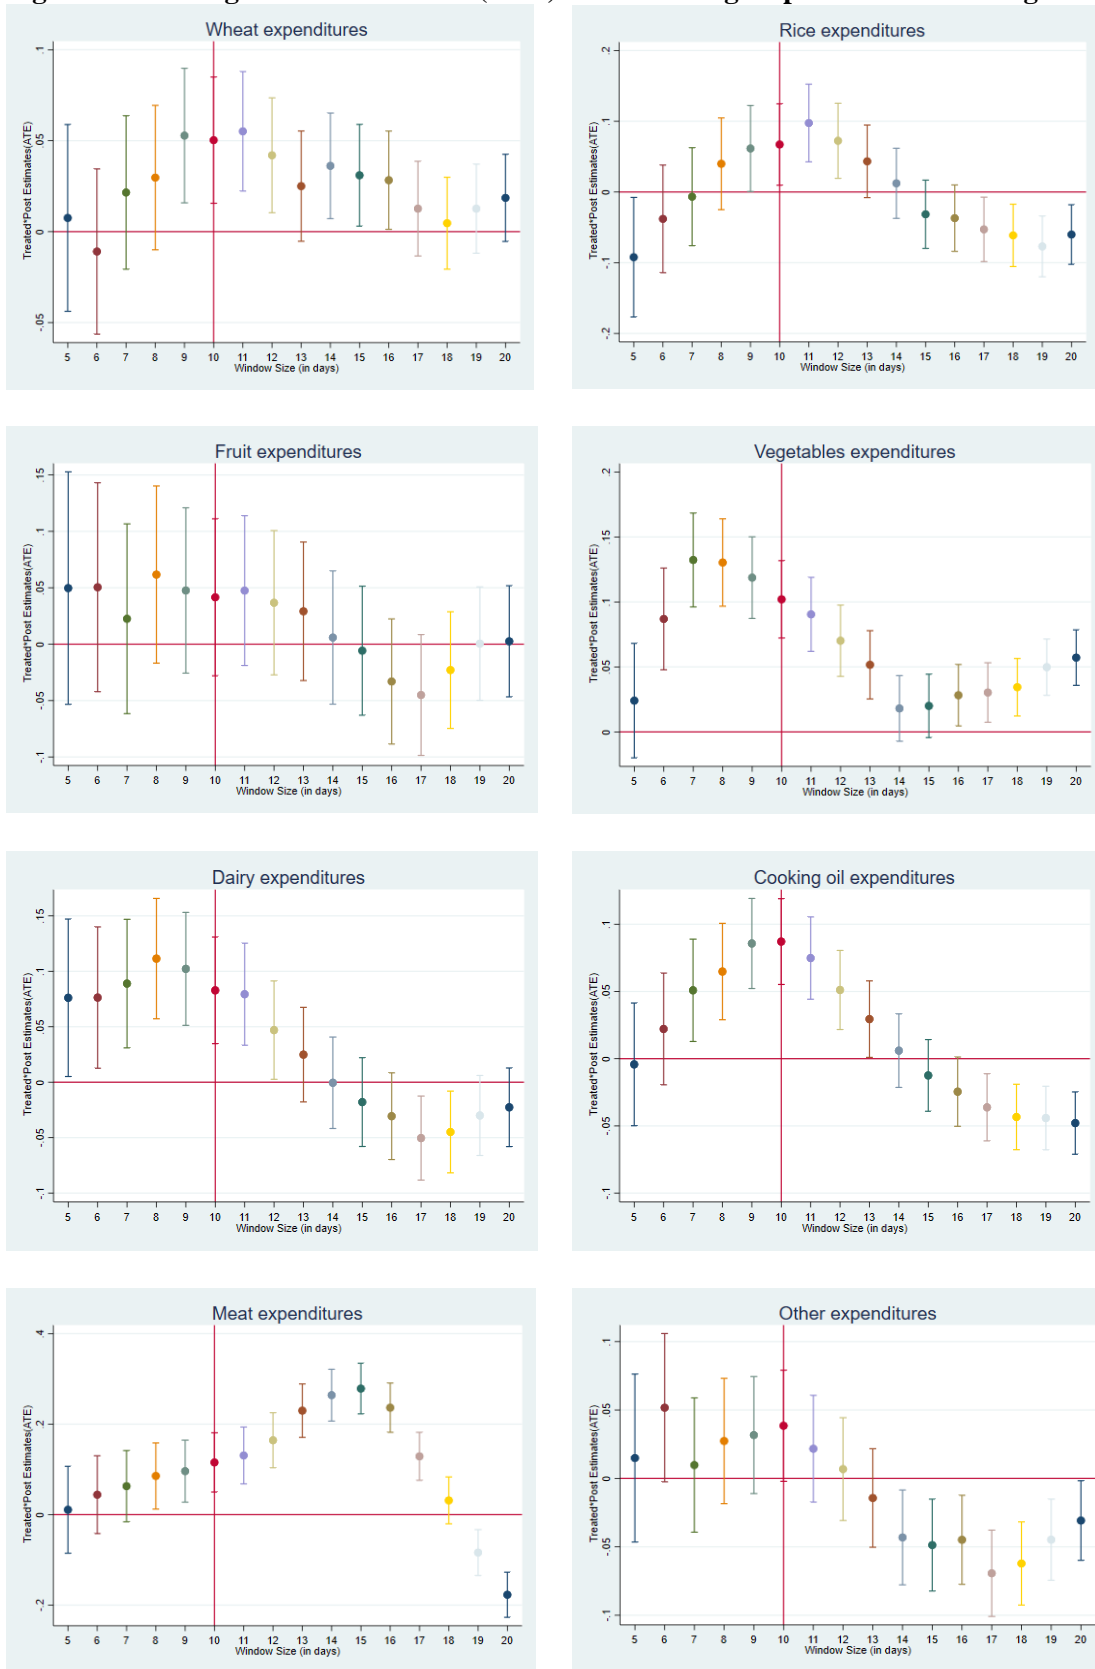 Wheat expenditures
Treated*Post Estimates(ATE)
.1
.05
0
-.05
5 6 7 8 9 10 11 12 13 14 15 16 17 18 19 20
Window Size (in days)
Rice expenditures
Treated*Post Estimates(ATE)
.2
.1
0
-.1
-.2
5 6 7 8 9 10 11 12 13 14 15 16 17 18 19 20
Window Size (in days)
Fruit expenditures
Treated*Post Estimates(ATE)
.15
.1
.05
0
-.05
-.1
5 6 7 8 9 10 11 12 13 14 15 16 17 18 19 20
Window Size (in days)
Vegetables expenditures
Treated*Post Estimates(ATE)
.2
.15
.1
.05
0
5 6 7 8 9 10 11 12 13 14 15 16 17 18 19 20
Window Size (in days)
Dairy expenditures
Treated*Post Estimates(ATE)
.15
.1
.05
0
-.05
-.1
5 6 7 8 9 10 11 12 13 14 15 16 17 18 19 20
Window Size (in days)
Cooking oil expenditures
Treated*Post Estimates(ATE)
.1
.05
0
-.05
-.1
5 6 7 8 9 10 11 12 13 14 15 16 17 18 19 20
Window Size (in days)
Meat expenditures
Treated*Post Estimates(ATE)
.4
.2
0
-.2
5 6 7 8 9 10 11 12 13 14 15 16 17 18 19 20
Window Size (in days)
Other expenditures
Treated*Post Estimates(ATE)
.1
.05
0
-.05
-.1
5 6 7 8 9 10 11 12 13 14 15 16 17 18 19 20
Window Size (in days)